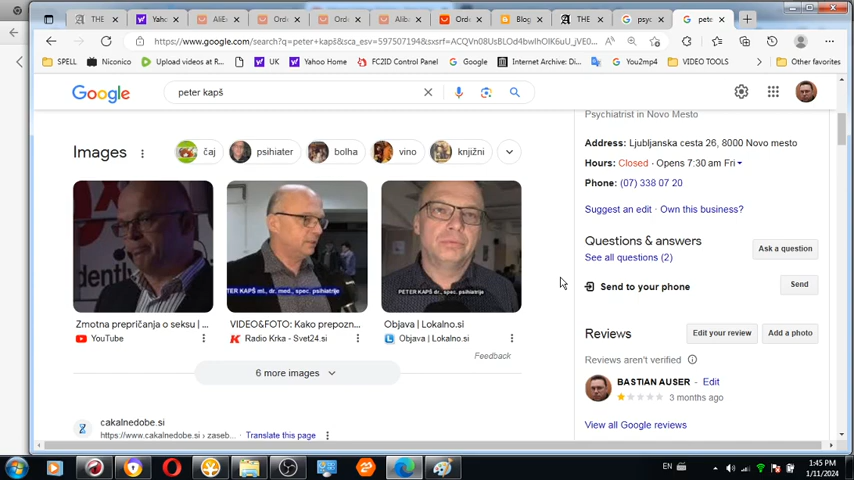 THE
Yaho
AliE
Orde
Orde
Alib
Orde
Blog
THE
psyc
pete
https://www.google.com/search?q=peter+kapš&sca_esv=597507194&sxsrf=ACQVn08UsBLOd4bwlhOlK6uU_jVE0...
SPELL
Niconico
Upload videos at R...
UK
Yahoo Home
FCZID Control Panel
Google
Internet Archive: Di...
You2mp4
VIDEO TOOLS
Other favorites
Google
peter kapš
Images
čaj
psihiater
bolha
vino
knjižni
PETER KAPŠ ml., dr. med., spec. psihiatrije
PETER KAPŠ dr., spec. psihiatrije
Zmotna prepričanja o seksu | ...
YouTube
VIDEO&FOTO: Kako prepozn...
Radio Krka - Svet24.si
Objava | Lokalno.si
Objava | Lokalno.si
Feedback
6 more images
cakalnedobe.si
https://www.cakalnedobe.si › zaseb...
Translate this page
Psychiatrist in Novo Mesto
Address: Ljubljanska cesta 26, 8000 Novo mesto
Hours: Closed · Opens 7:30 am Fri
Phone: (07) 338 07 20
Suggest an edit · Own this business?
Questions & answers
See all questions (2)
Ask a question
Send to your phone
Send
Reviews
Edit your review
Add a photo
Reviews aren't verified
BASTIAN AUSER - Edit
3 months ago
View all Google reviews
EN
1:45 PM
1/11/2024